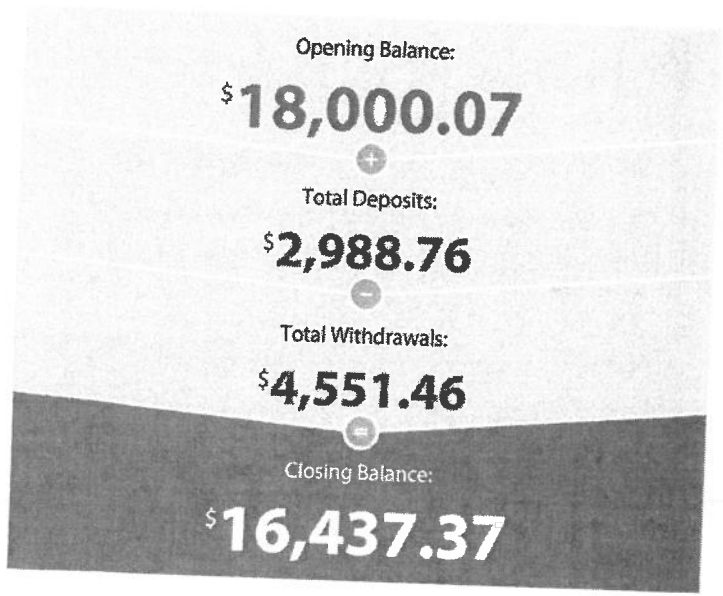 Opening Balance:
$18,000.07
+
Total Deposits:
$2,988.76
−
Total Withdrawals:
$4,551.46
=
Closing Balance:
$16,437.37